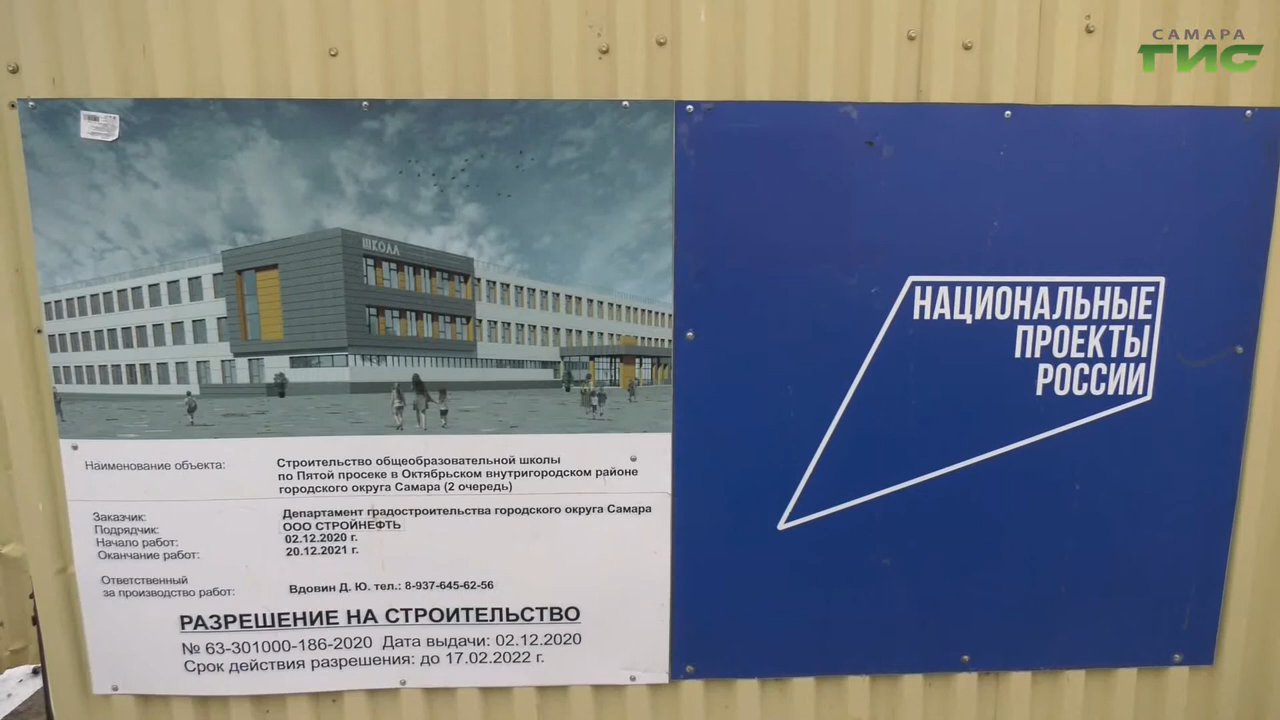 САМАРА
ГИС
ШКОЛА
Наименование объекта: Строительство общеобразовательной школы
по Пятой просеке в Октябрьском внутригородском районе
городского округа Самара (2 очередь)
Заказчик: Департамент градостроительства городского округа Самара
Подрядчик: ООО СТРОЙНЕФТЬ
Начало работ: 02.12.2020 г.
Оканчание работ: 20.12.2021 г.
Ответственный
за производство работ: Вдовин Д. Ю. тел.: 8-937-645-62-56
РАЗРЕШЕНИЕ НА СТРОИТЕЛЬСТВО
№ 63-301000-186-2020 Дата выдачи: 02.12.2020
Срок действия разрешения: до 17.02.2022 г.
НАЦИОНАЛЬНЫЕ
ПРОЕКТЫ
РОССИИ